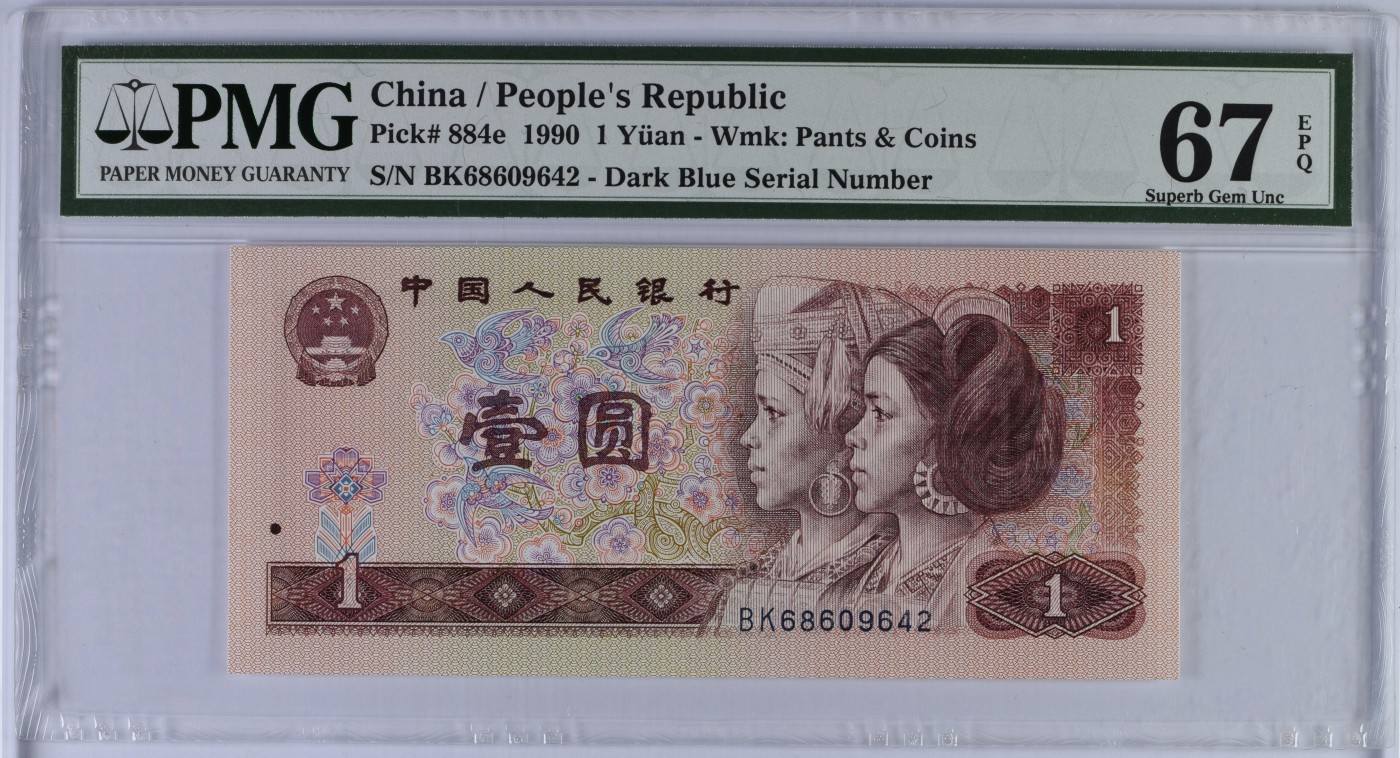 PMG
PAPER MONEY GUARANTY
China / People's Republic
Pick# 884e 1990 1 Yüan - Wmk: Pants & Coins
S/N BK68609642 - Dark Blue Serial Number
67
EPQ
Superb Gem Unc
中国人民银行
1
壹圆
1
BK68609642
1